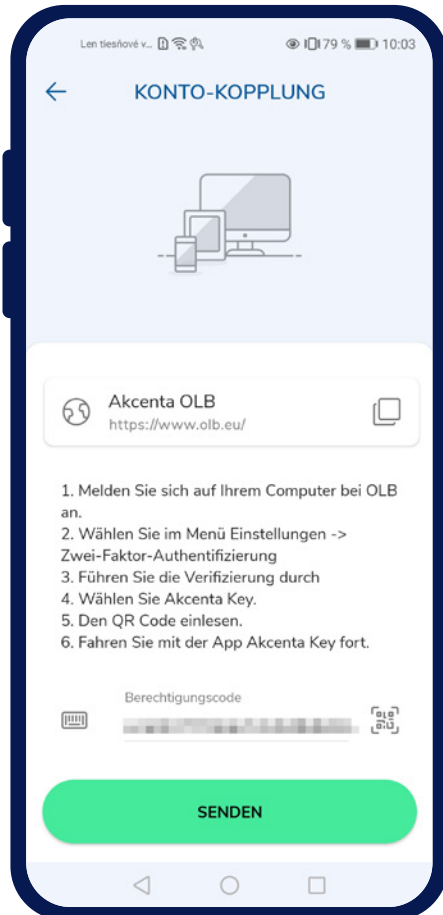 Len tiesňové v... 79 % 10:03
KONTO-KOPPLUNG
Akcenta OLB
https://www.olb.eu/
1. Melden Sie sich auf Ihrem Computer bei OLB
an.
2. Wählen Sie im Menü Einstellungen ->
Zwei-Faktor-Authentifizierung
3. Führen Sie die Verifizierung durch
4. Wählen Sie Akcenta Key.
5. Den QR Code einlesen.
6. Fahren Sie mit der App Akcenta Key fort.
Berechtigungscode
SENDEN